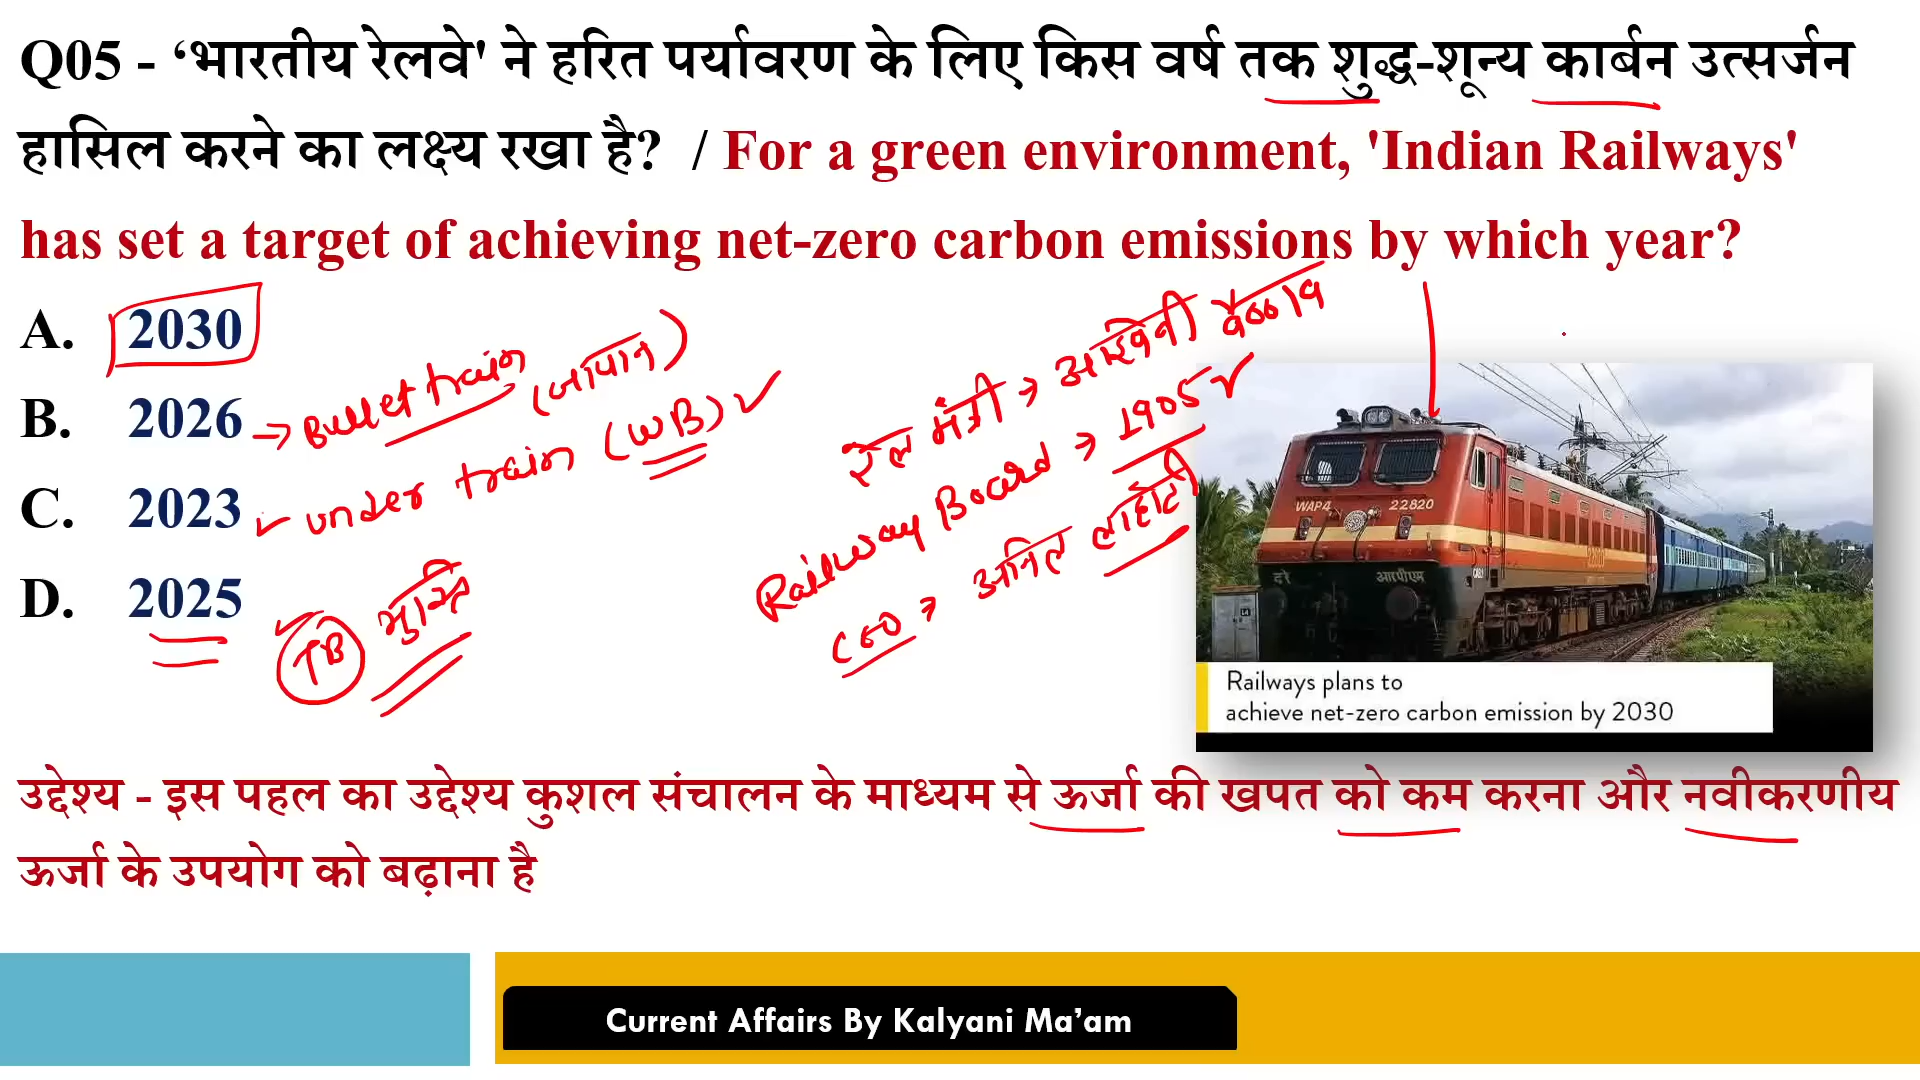 Q05 - ‘भारतीय रेलवे' ने हरित पर्यावरण के लिए किस वर्ष तक शुद्ध-शून्य कार्बन उत्सर्जन
हासिल करने का लक्ष्य रखा है? / For a green environment, 'Indian Railways'
has set a target of achieving net-zero carbon emissions by which year?
A. 2030
B. 2026 → Bullet train (जापान)
C. 2023 ✓ under train (WB) ✓
D. 2025
TB मुक्ति
रेल मंत्री → अश्विनी वैष्णव
Railway Board → 1905 ✓
CEO → अनिल लाहोटी
WAP4 22820
आरपीएम
Railways plans to
achieve net-zero carbon emission by 2030
उद्देश्य - इस पहल का उद्देश्य कुशल संचालन के माध्यम से ऊर्जा की खपत को कम करना और नवीकरणीय
ऊर्जा के उपयोग को बढ़ाना है
Current Affairs By Kalyani Ma’am